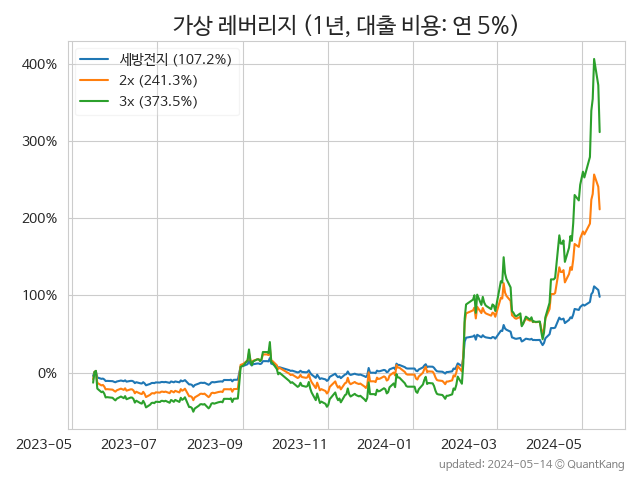 가상 레버리지 (1년, 대출 비용: 연 5%)
세방전지 (107.2%)
2x (241.3%)
3x (373.5%)
400%
300%
200%
100%
0%
2023-05 2023-07 2023-09 2023-11 2024-01 2024-03 2024-05
updated: 2024-05-14 © QuantKang